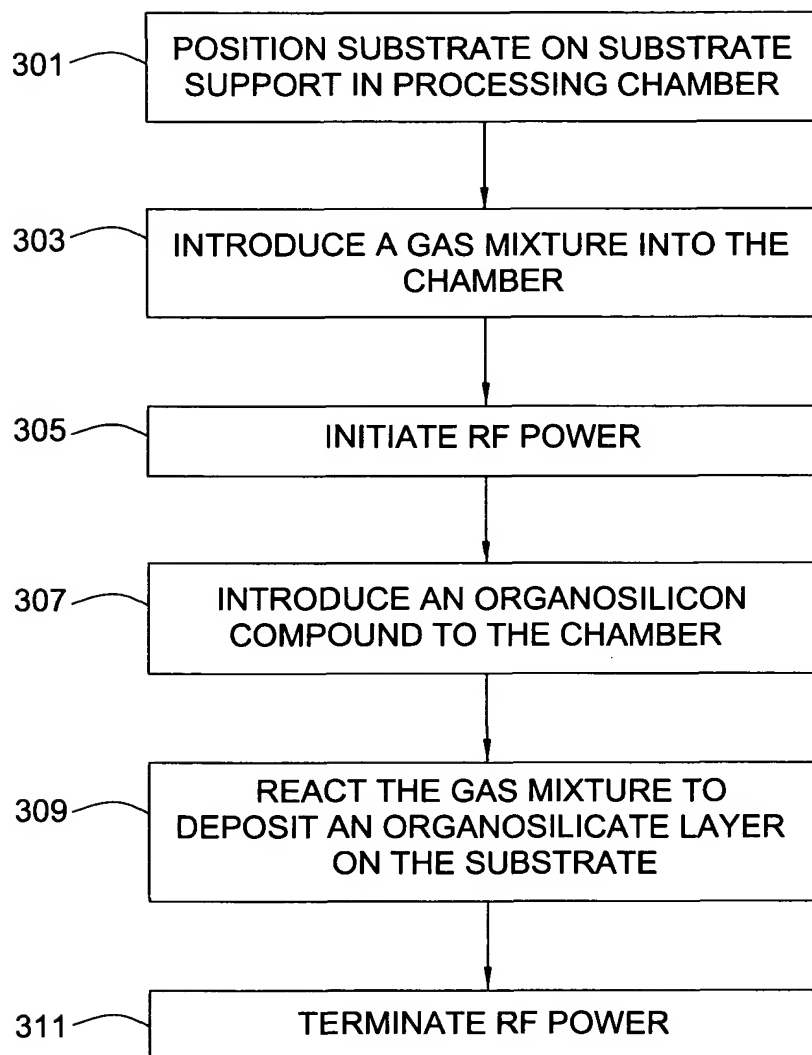 301
POSITION SUBSTRATE ON SUBSTRATE
SUPPORT IN PROCESSING CHAMBER
303
INTRODUCE A GAS MIXTURE INTO THE
CHAMBER
305
INITIATE RF POWER
307
INTRODUCE AN ORGANOSILICON
COMPOUND TO THE CHAMBER
309
REACT THE GAS MIXTURE TO
DEPOSIT AN ORGANOSILICATE LAYER
ON THE SUBSTRATE
311
TERMINATE RF POWER